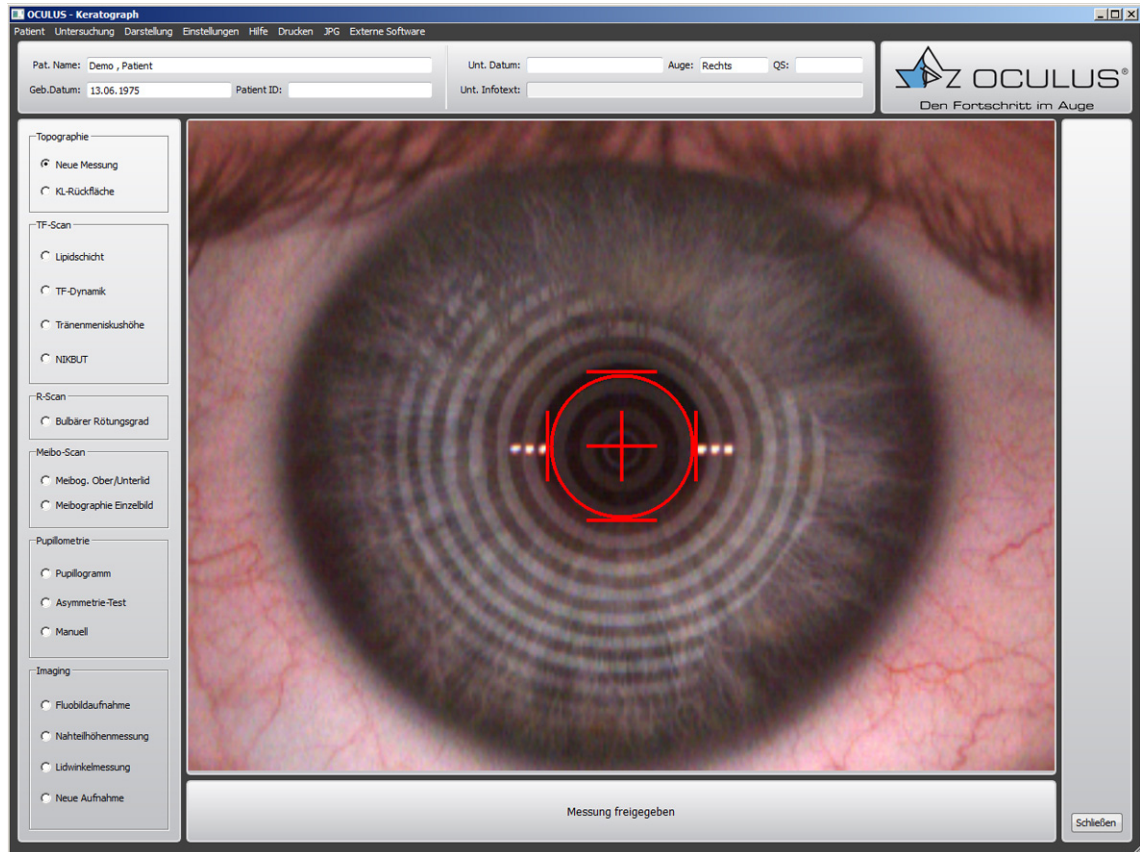 OCULUS - Keratograph
Patient Untersuchung Darstellung Einstellungen Hilfe Drucken JPG Externe Software
Pat. Name: Demo , Patient
Unt. Datum: Auge: Rechts QS:
Geb.Datum: 13.06.1975 Patient ID:
Unt. Infotext:
OCULUS®
Den Fortschritt im Auge
Topographie
Neue Messung
KL-Rückfläche
TF-Scan
Lipidschicht
TF-Dynamik
Tränenmeniskushöhe
NIKBUT
R-Scan
Bulbärer Rötungsgrad
Meibo-Scan
Meibog. Ober/Unterlid
Meibographie Einzelbild
Pupillometrie
Pupillogramm
Asymmetrie-Test
Manuell
Imaging
Fluobildaufnahme
Nahteilhöhenmessung
Lidwinkelmessung
Neue Aufnahme
Messung freigegeben
Schließen